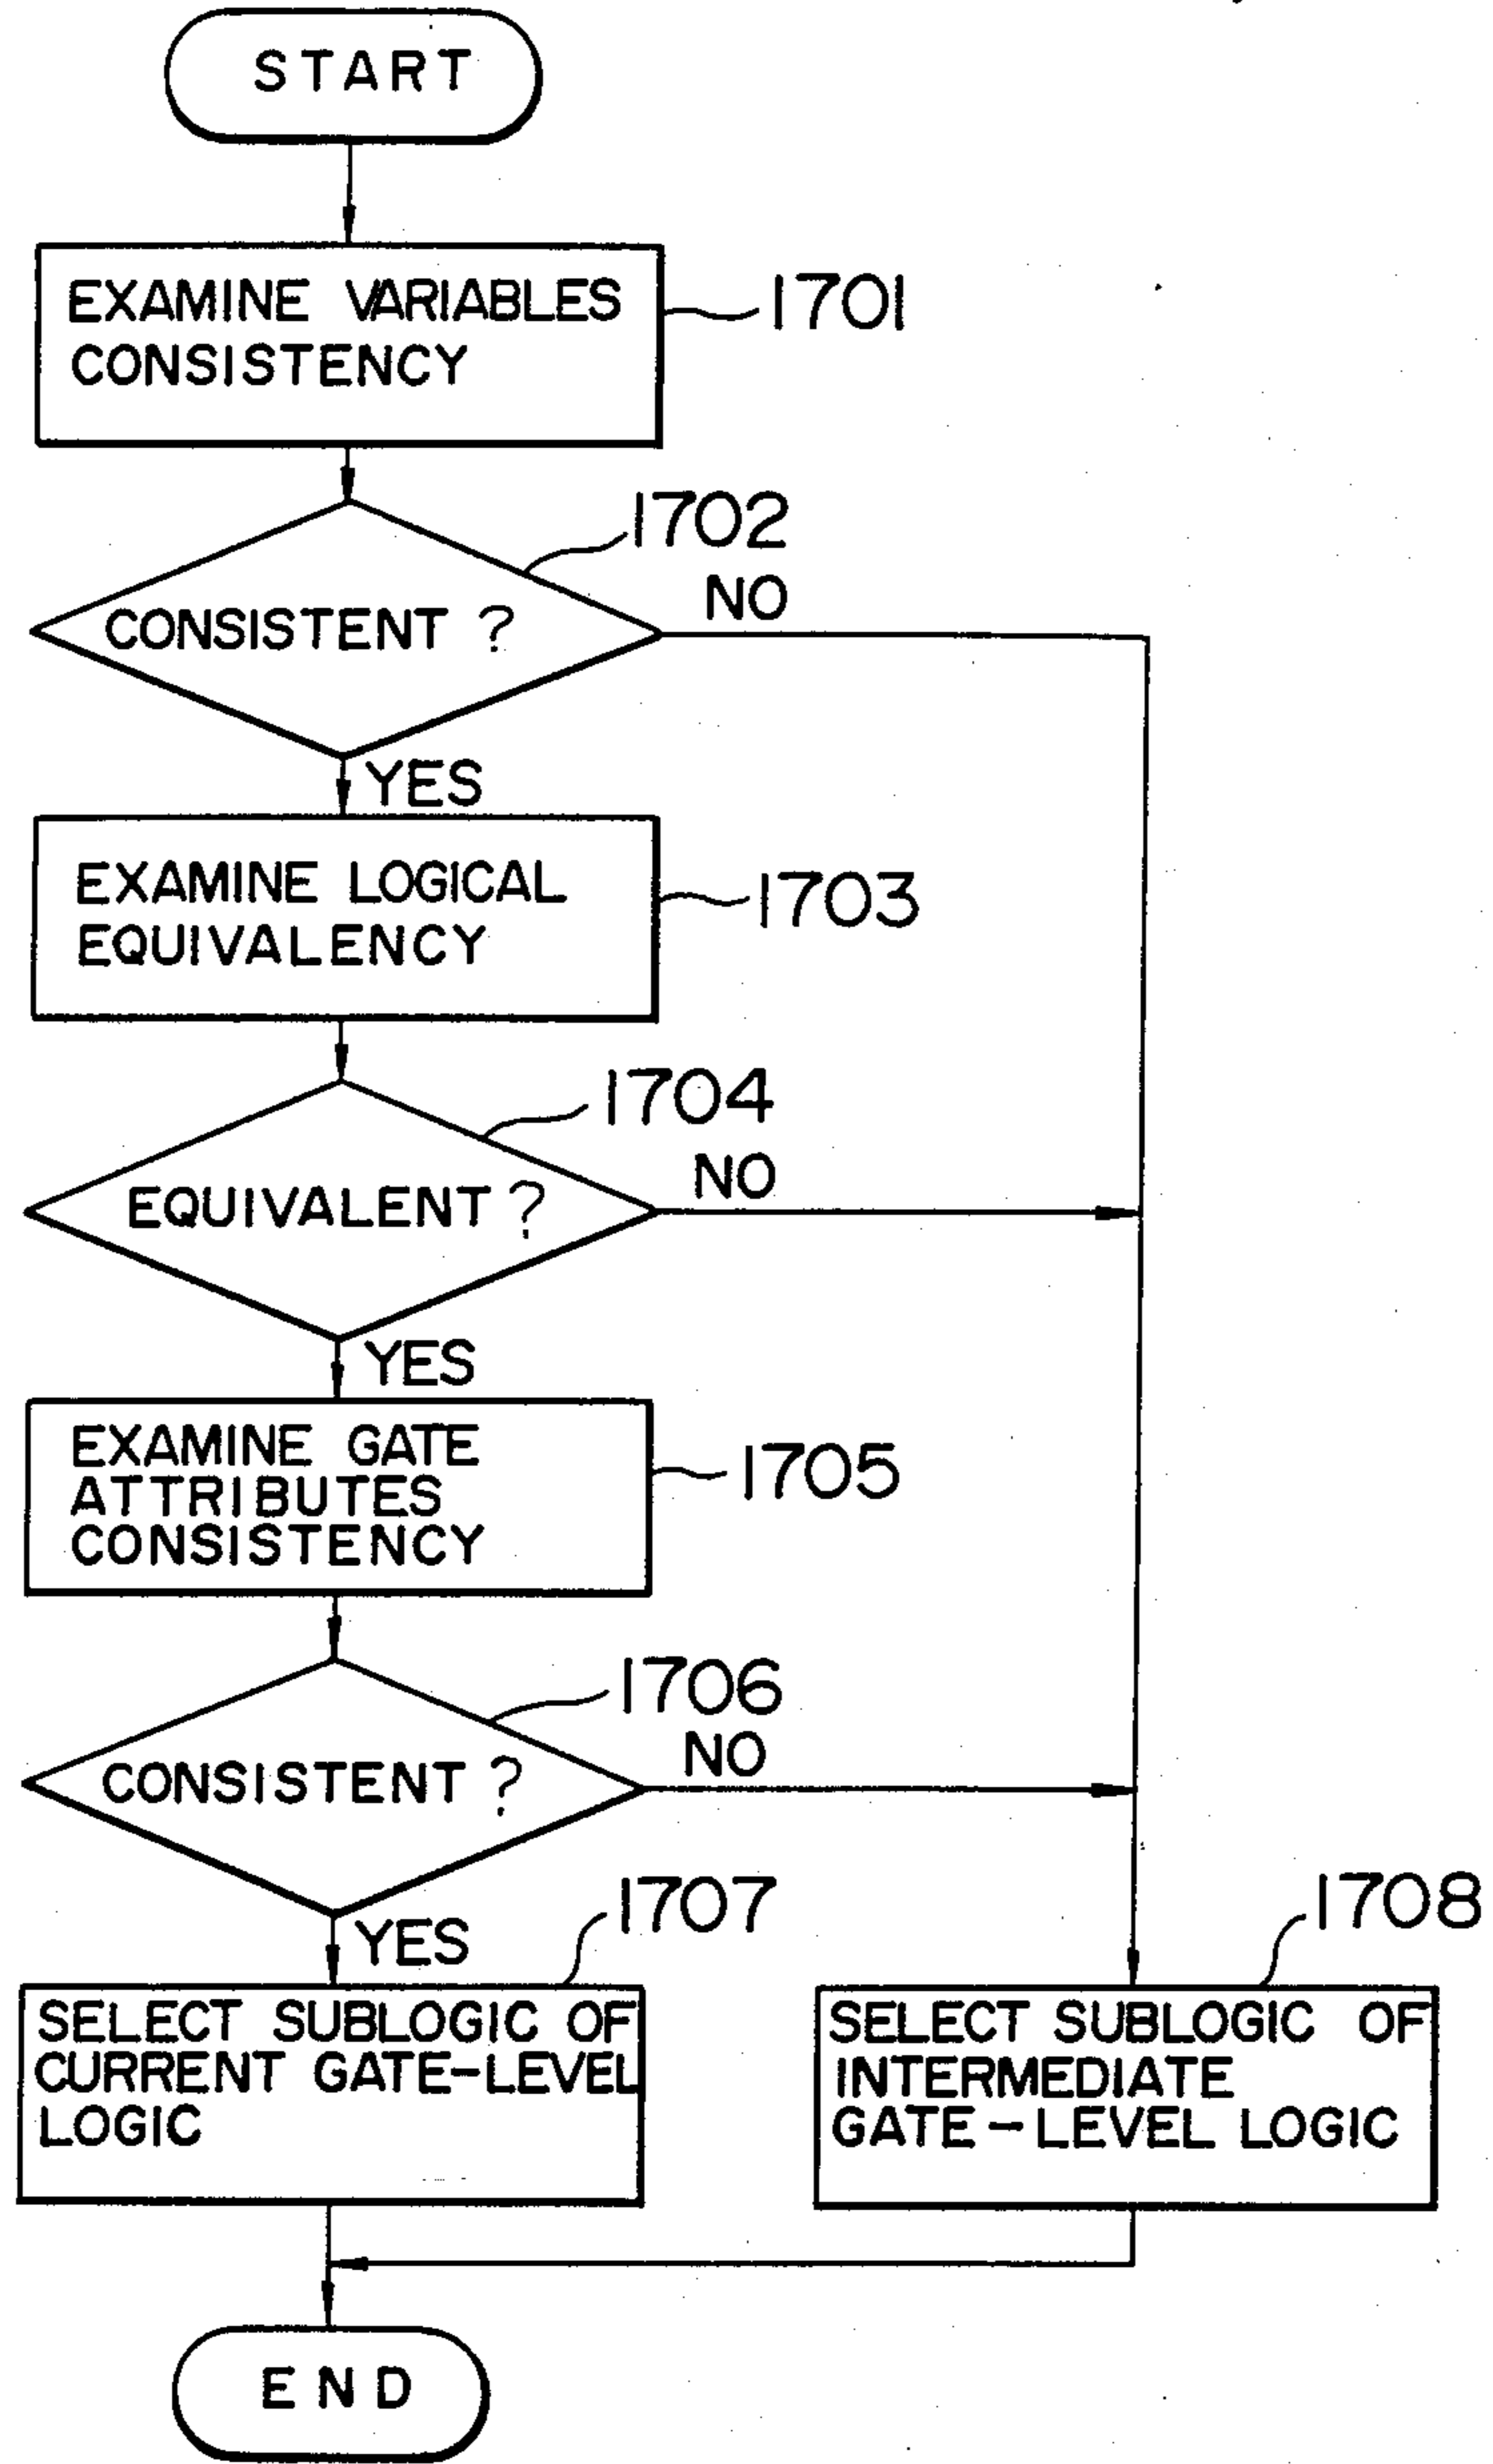 START
EXAMINE VARIABLES
CONSISTENCY
1701
1702
CONSISTENT ?
NO
YES
EXAMINE LOGICAL
EQUIVALENCY
1703
1704
EQUIVALENT ?
NO
YES
EXAMINE GATE
ATTRIBUTES
CONSISTENCY
1705
1706
CONSISTENT ?
NO
YES
1707
SELECT SUBLOGIC OF
CURRENT GATE-LEVEL
LOGIC
1708
SELECT SUBLOGIC OF
INTERMEDIATE
GATE-LEVEL LOGIC
END